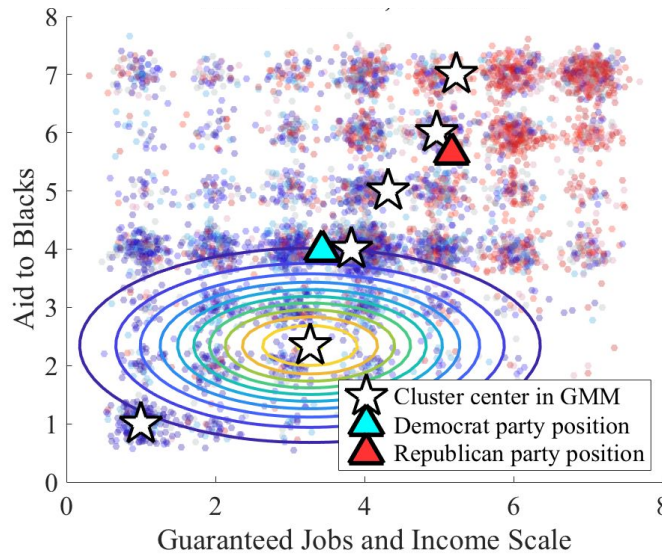 8
7
6
5
4
3
2
1
0
Aid to Blacks
Cluster center in GMM
Democrat party position
Republican party position
0
2
4
6
8
Guaranteed Jobs and Income Scale